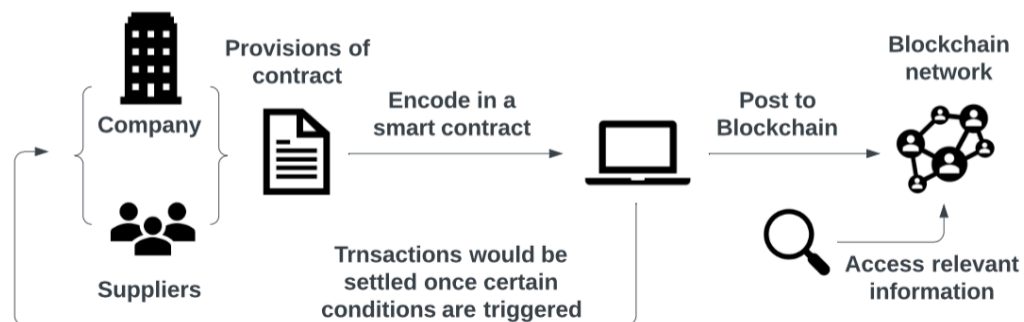 Company
Suppliers
Provisions of
contract
Encode in a
smart contract
Post to
Blockchain
Blockchain
network
Trnsactions would be
settled once certain
conditions are triggered
Access relevant
information